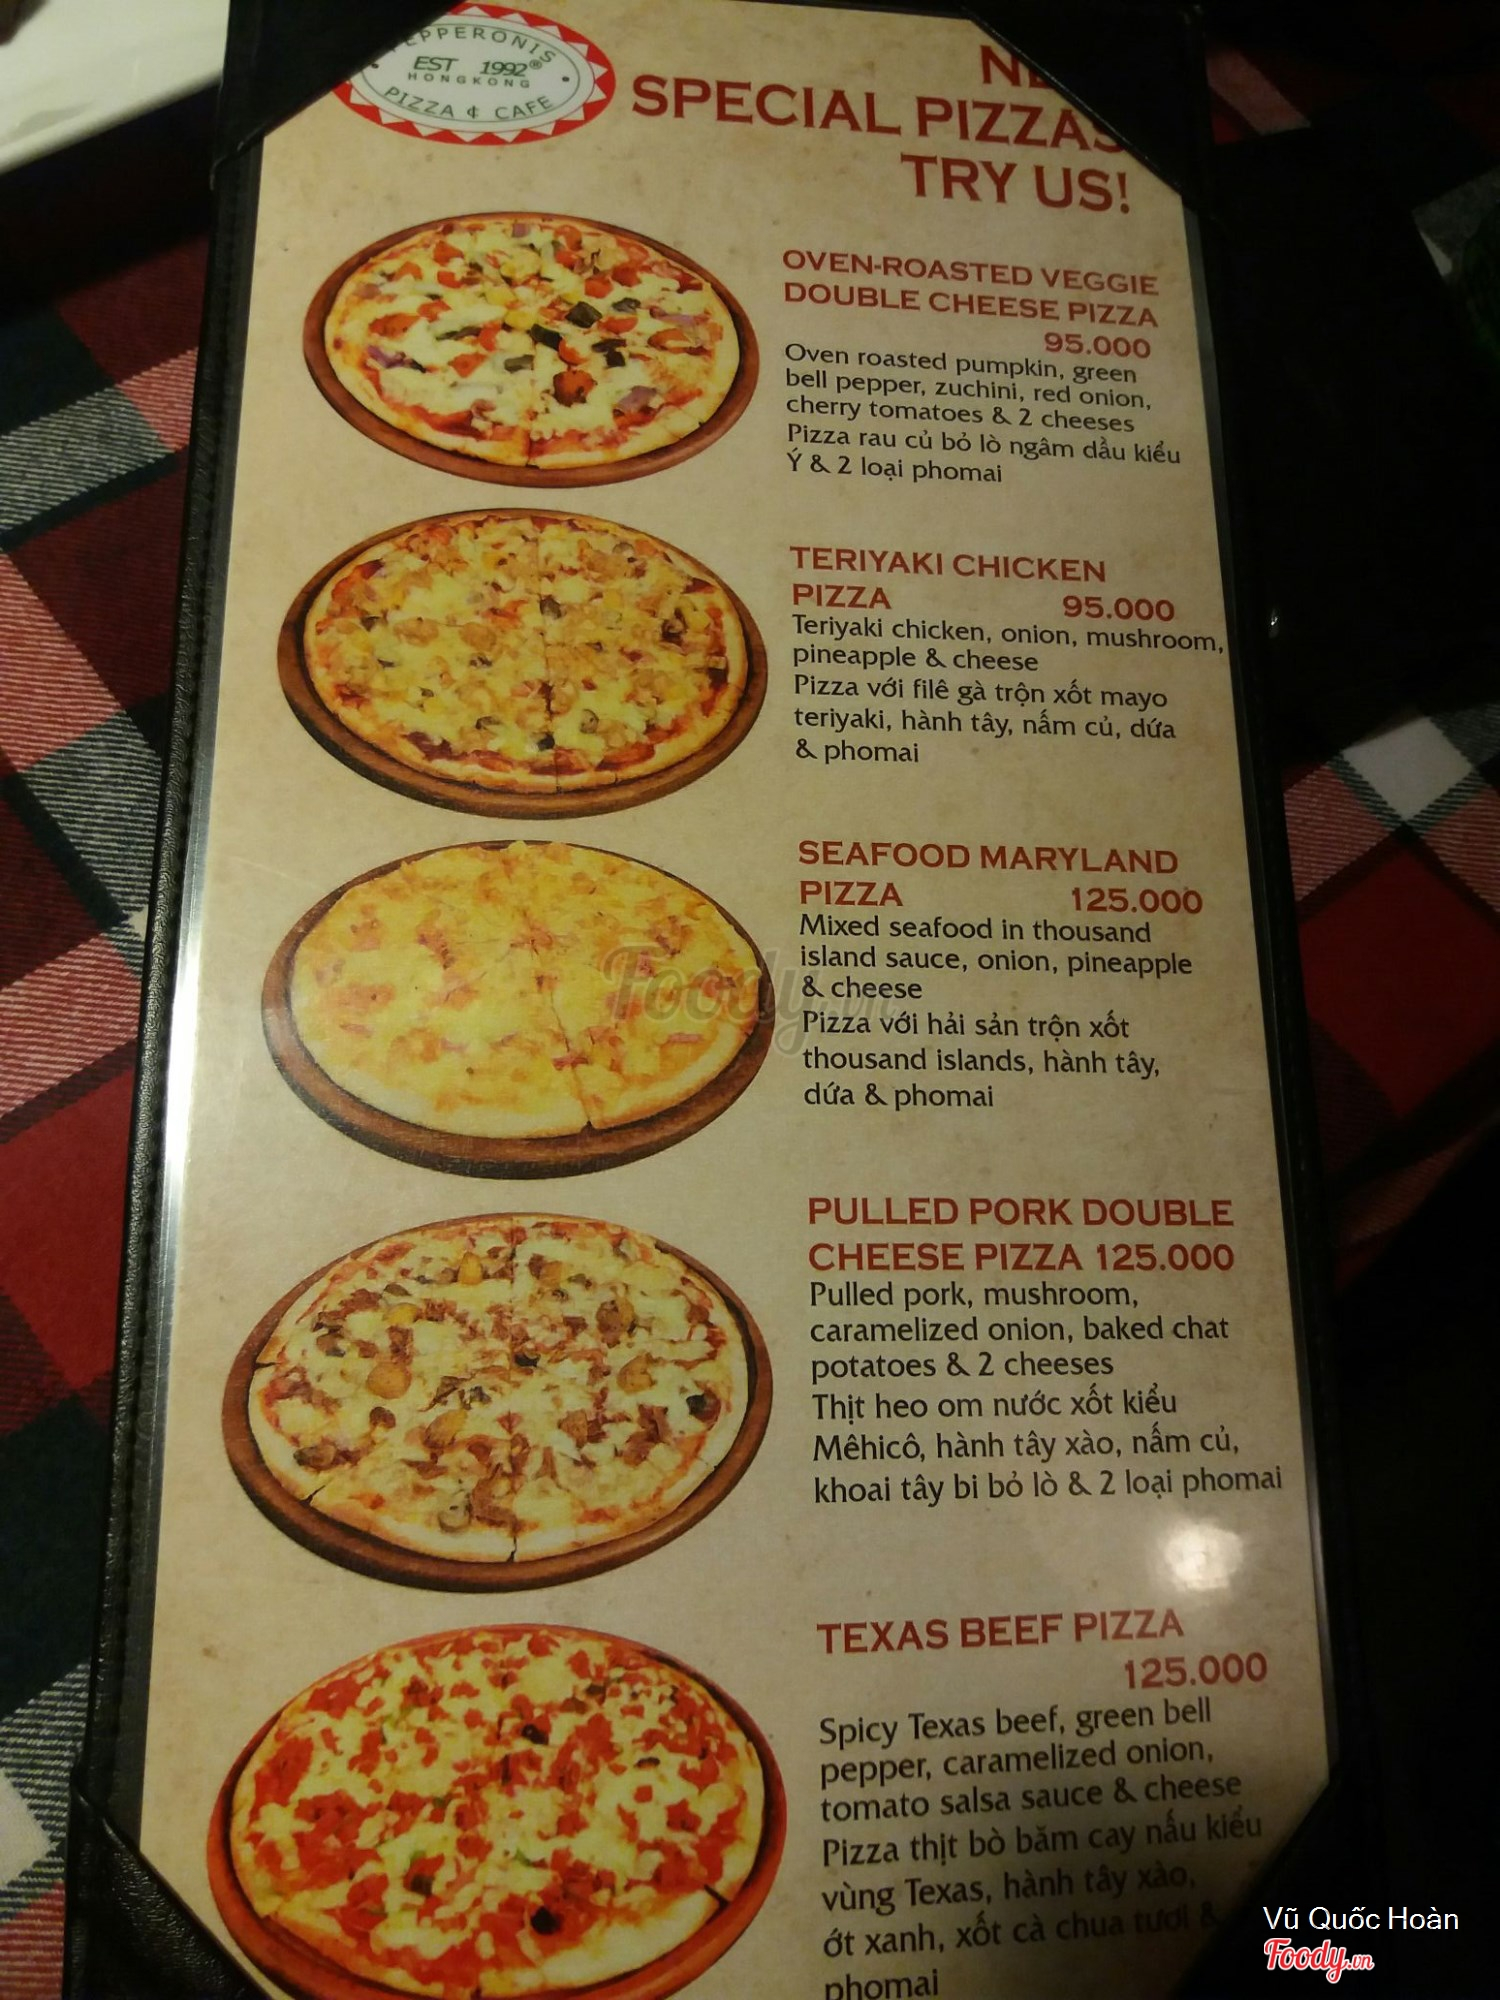 PEPPERONIS
EST 1992®
HONGKONG
PIZZA & CAFE
SPECIAL PIZZAS
TRY US!
OVEN-ROASTED VEGGIE
DOUBLE CHEESE PIZZA
95.000
Oven roasted pumpkin, green
bell pepper, zuchini, red onion,
cherry tomatoes & 2 cheeses
Pizza rau củ bỏ lò ngâm dầu kiểu
Ý & 2 loại phomai
TERIYAKI CHICKEN
PIZZA 95.000
Teriyaki chicken, onion, mushroom,
pineapple & cheese
Pizza với filê gà trộn xốt mayo
teriyaki, hành tây, nấm củ, dứa
& phomai
SEAFOOD MARYLAND
PIZZA 125.000
Mixed seafood in thousand
island sauce, onion, pineapple
& cheese
Pizza với hải sản trộn xốt
thousand islands, hành tây,
dứa & phomai
Foody.vn
PULLED PORK DOUBLE
CHEESE PIZZA 125.000
Pulled pork, mushroom,
caramelized onion, baked chat
potatoes & 2 cheeses
Thịt heo om nước xốt kiểu
Mêhicô, hành tây xào, nấm củ,
khoai tây bi bỏ lò & 2 loại phomai
TEXAS BEEF PIZZA
125.000
Spicy Texas beef, green bell
pepper, caramelized onion,
tomato salsa sauce & cheese
Pizza thịt bò băm cay nấu kiểu
vùng Texas, hành tây xào,
ớt xanh, xốt cà chua tươi &
phomai
Vũ Quốc Hoàn
Foody.vn